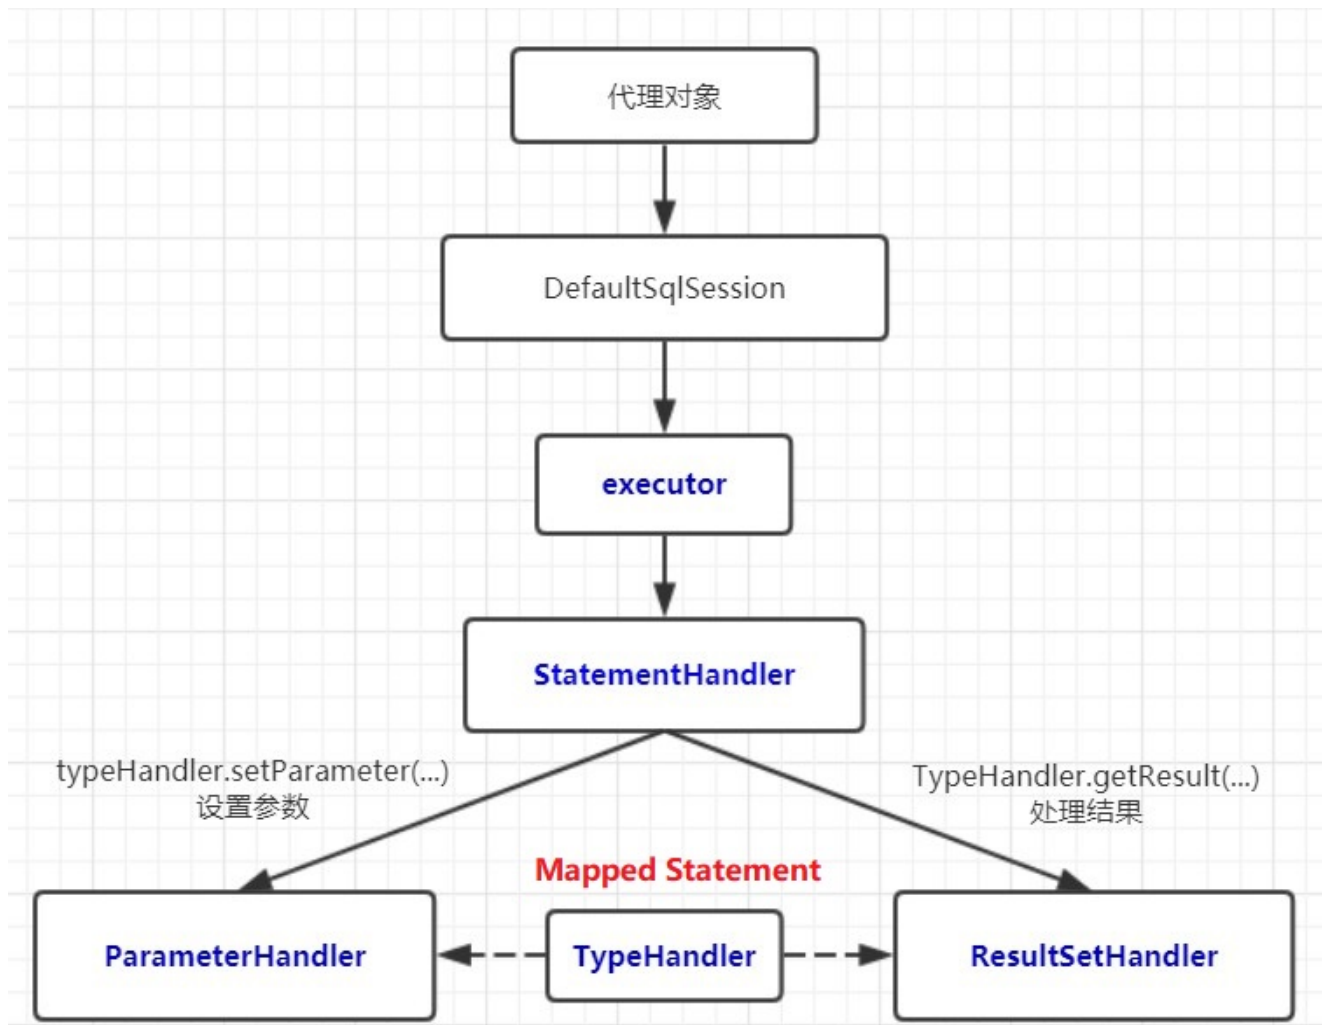 代理对象
DefaultSqlSession
executor
StatementHandler
typeHandler.setParameter(...)
设置参数
TypeHandler.getResult(...)
处理结果
Mapped Statement
ParameterHandler
TypeHandler
ResultSetHandler